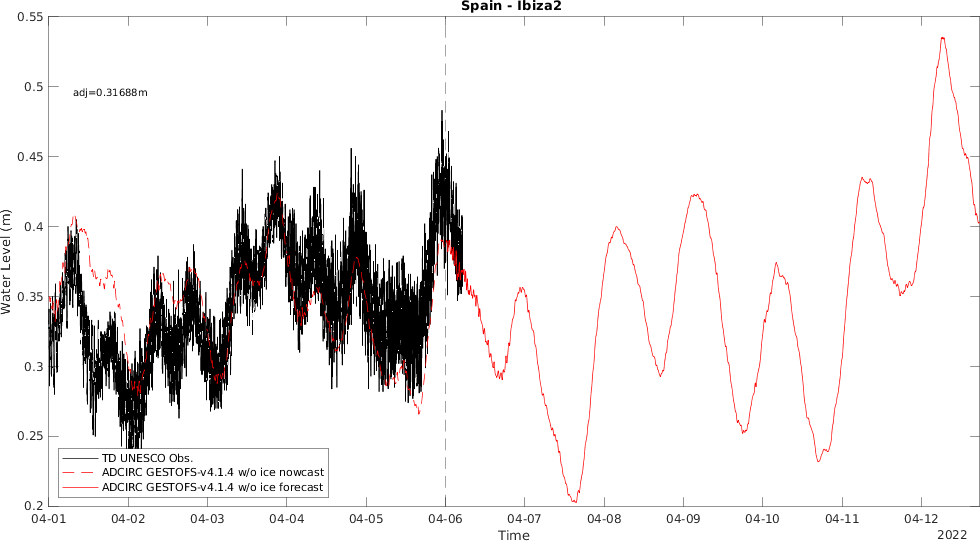 Spain - Ibiza2
0.55
0.5
0.45
0.4
0.35
0.3
0.25
0.2
Water Level (m)
adj=0.31688m
TD UNESCO Obs.
ADCIRC GESTOFS-v4.1.4 w/o ice nowcast
ADCIRC GESTOFS-v4.1.4 w/o ice forecast
04-01 04-02 04-03 04-04 04-05 04-06 04-07 04-08 04-09 04-10 04-11 04-12
Time
2022